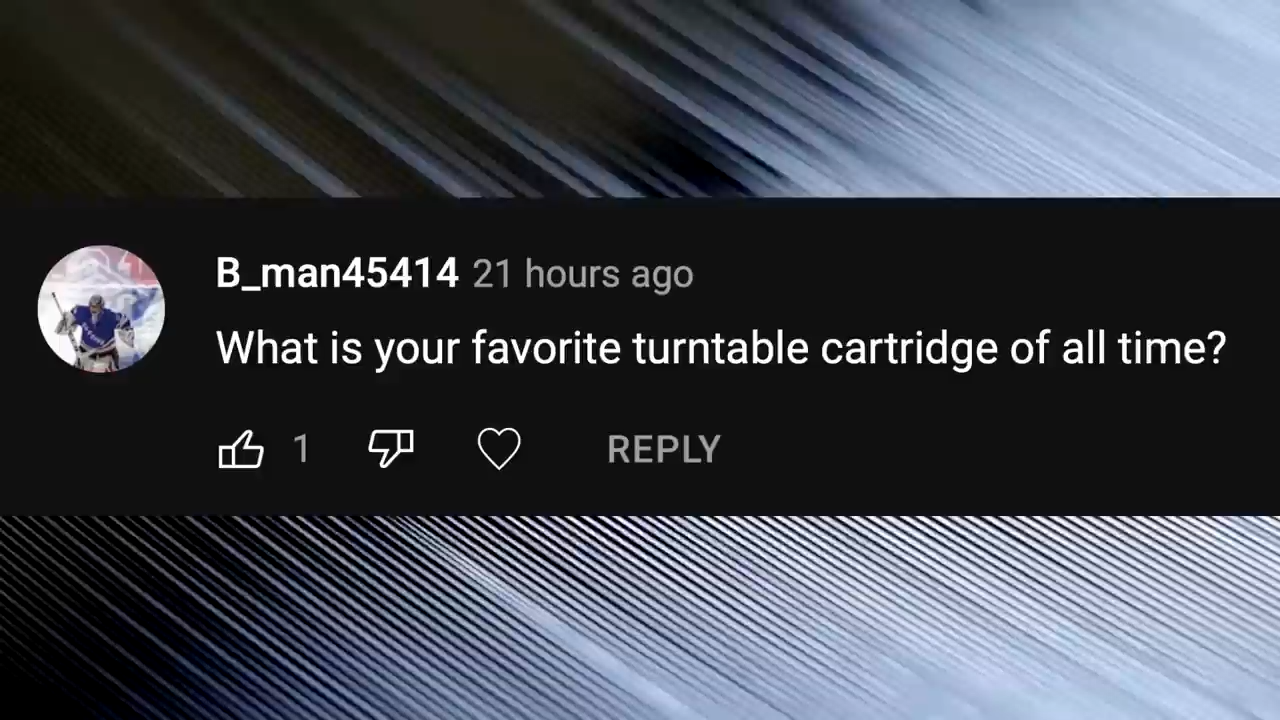 B_man45414 21 hours ago
What is your favorite turntable cartridge of all time?
1 REPLY